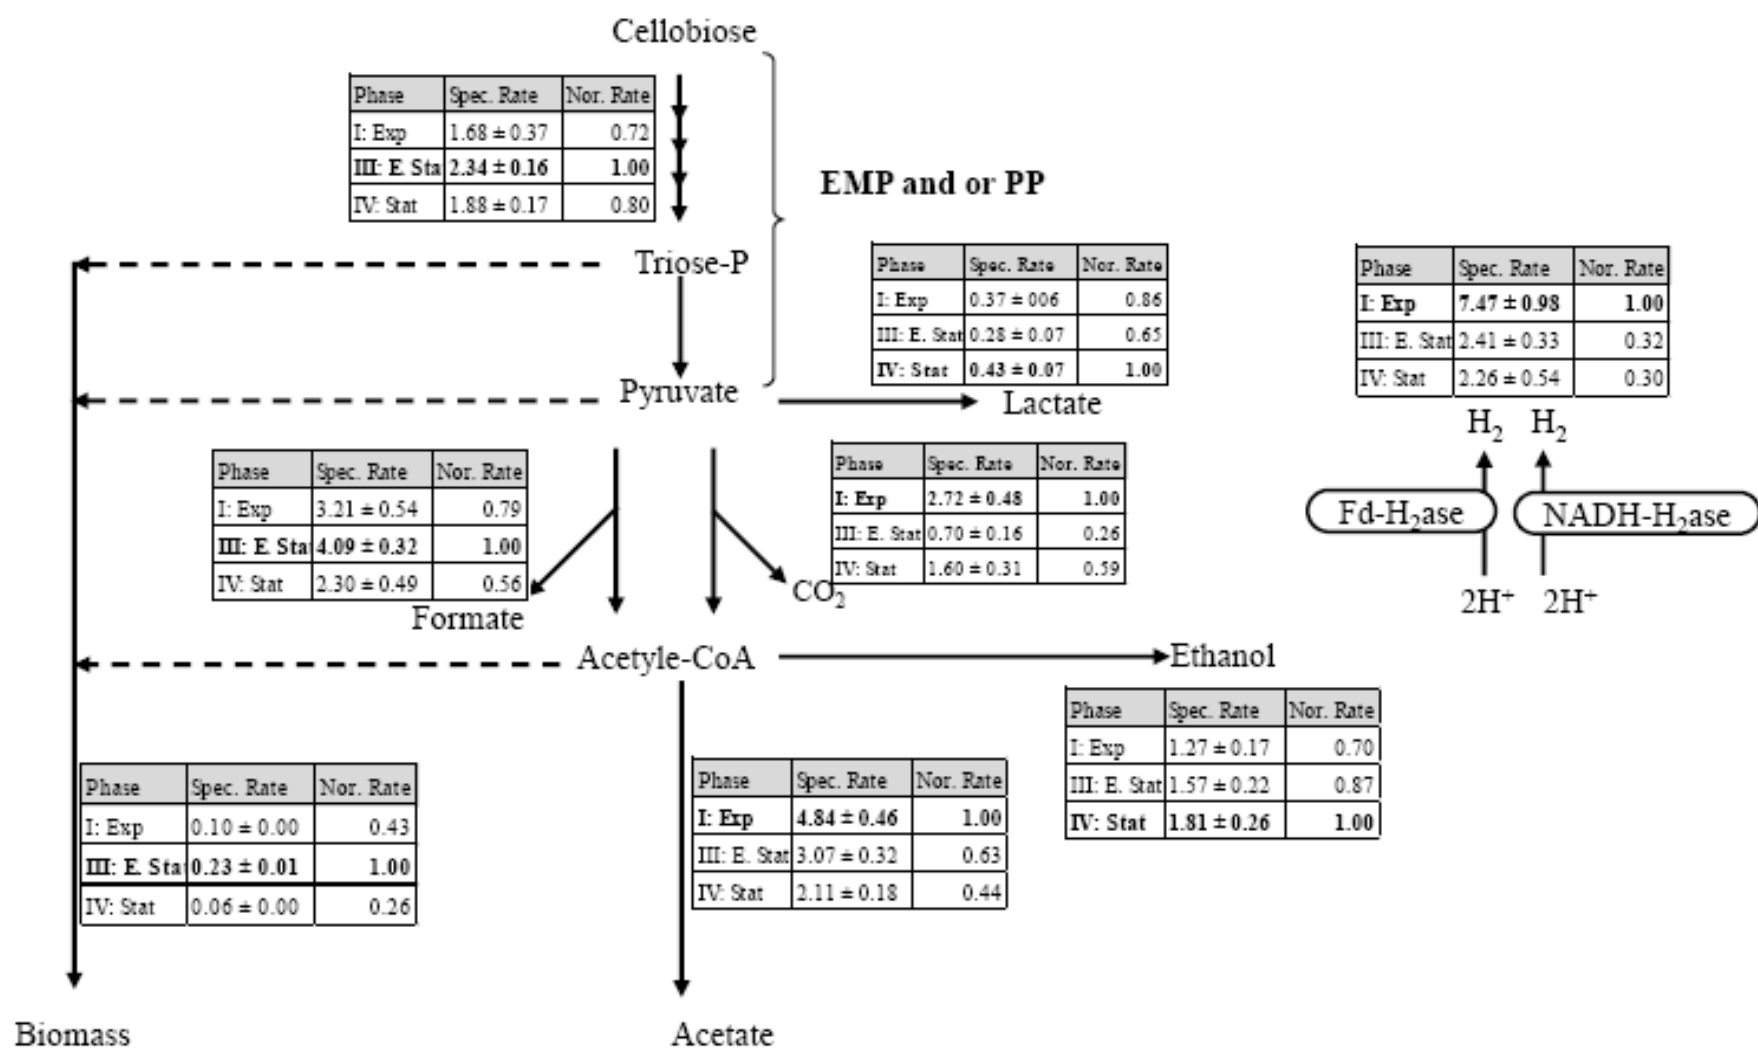 Cellobiose
Phase Spec. Rate Nor. Rate
I: Exp 1.68 ± 0.37 0.72
III: E. Sta 2.34 ± 0.16 1.00
IV: Stat 1.88 ± 0.17 0.80
EMP and or PP
Triose-P
Phase Spec. Rate Nor. Rate
I: Exp 0.37 ± 006 0.86
III: E. Stat 0.28 ± 0.07 0.65
IV: Stat 0.43 ± 0.07 1.00
Phase Spec. Rate Nor. Rate
I: Exp 7.47 ± 0.98 1.00
III: E. Stat 2.41 ± 0.33 0.32
IV: Stat 2.26 ± 0.54 0.30
Pyruvate
Lactate
H2 H2
Phase Spec. Rate Nor. Rate
I: Exp 3.21 ± 0.54 0.79
III: E. Sta 4.09 ± 0.32 1.00
IV: Stat 2.30 ± 0.49 0.56
Phase Spec. Rate Nor. Rate
I: Exp 2.72 ± 0.48 1.00
III: E. Stat 0.70 ± 0.16 0.26
IV: Stat 1.60 ± 0.31 0.59
Fd-H2ase NADH-H2ase
CO2
2H+ 2H+
Formate
Acetyle-CoA
Ethanol
Phase Spec. Rate Nor. Rate
I: Exp 1.27 ± 0.17 0.70
III: E. Stat 1.57 ± 0.22 0.87
IV: Stat 1.81 ± 0.26 1.00
Phase Spec. Rate Nor. Rate
I: Exp 0.10 ± 0.00 0.43
III: E. Sta 0.23 ± 0.01 1.00
IV: Stat 0.06 ± 0.00 0.26
Phase Spec. Rate Nor. Rate
I: Exp 4.84 ± 0.46 1.00
III: E. Stat 3.07 ± 0.32 0.63
IV: Stat 2.11 ± 0.18 0.44
Biomass
Acetate